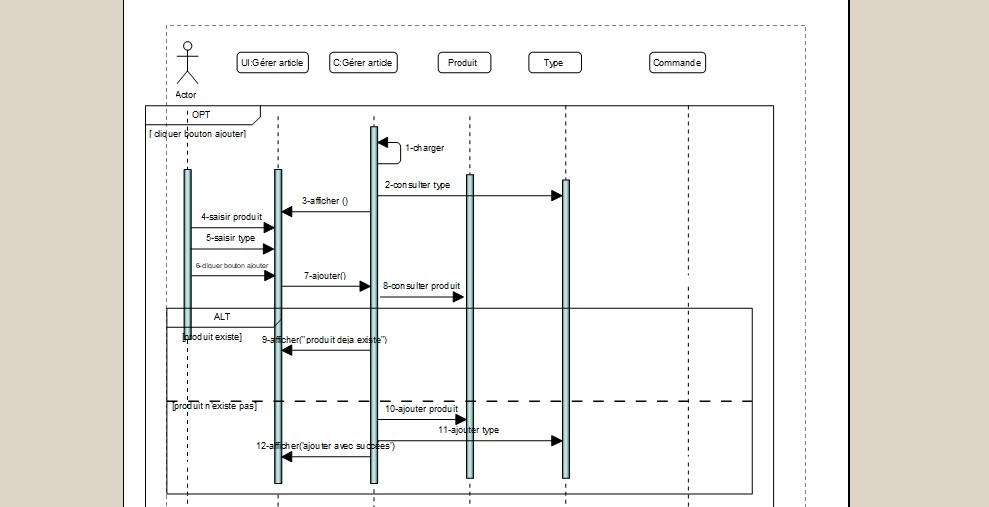 UI:Gérer article
C:Gérer article
Produit
Type
Commande
Actor
OPT
[ cliquer bouton ajouter]
1-charger
2-consulter type
3-afficher ()
4-saisir produit
5-saisir type
6-cliquer bouton ajouter
7-ajouter()
8-consulter produit
ALT
[produit existe]
9-afficher("produit deja existe")
[produit n'existe pas]
10-ajouter produit
11-ajouter type
12-afficher('ajouter avec succées')